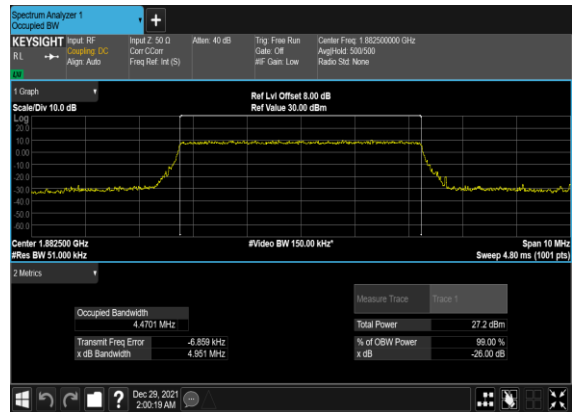 Spectrum Analyzer 1
Occupied BW
+
KEYSIGHT Input: RF Input Z: 50 Ω Atten: 40 dB Trig: Free Run Center Freq: 1.882500000 GHz
RL Coupling: DC Corr CCorr Gate: Off Avg|Hold: 500/500
Align: Auto Freq Ref: Int (S) #IF Gain: Low Radio Std: None
1 Graph
Ref Lvl Offset 8.00 dB
Scale/Div 10.0 dB Ref Value 30.00 dBm
Log
20.0
10.0
0.00
-10.0
-20.0
-30.0
-40.0
-50.0
-60.0
Center 1.882500 GHz #Video BW 150.00 kHz* Span 10 MHz
#Res BW 51.000 kHz Sweep 4.80 ms (1001 pts)
2 Metrics
Measure Trace Trace 1
Occupied Bandwidth
4.4701 MHz Total Power 27.2 dBm
Transmit Freq Error -6.859 kHz % of OBW Power 99.00 %
x dB Bandwidth 4.951 MHz x dB -26.00 dB
? Dec 29, 2021
2:00:19 AM